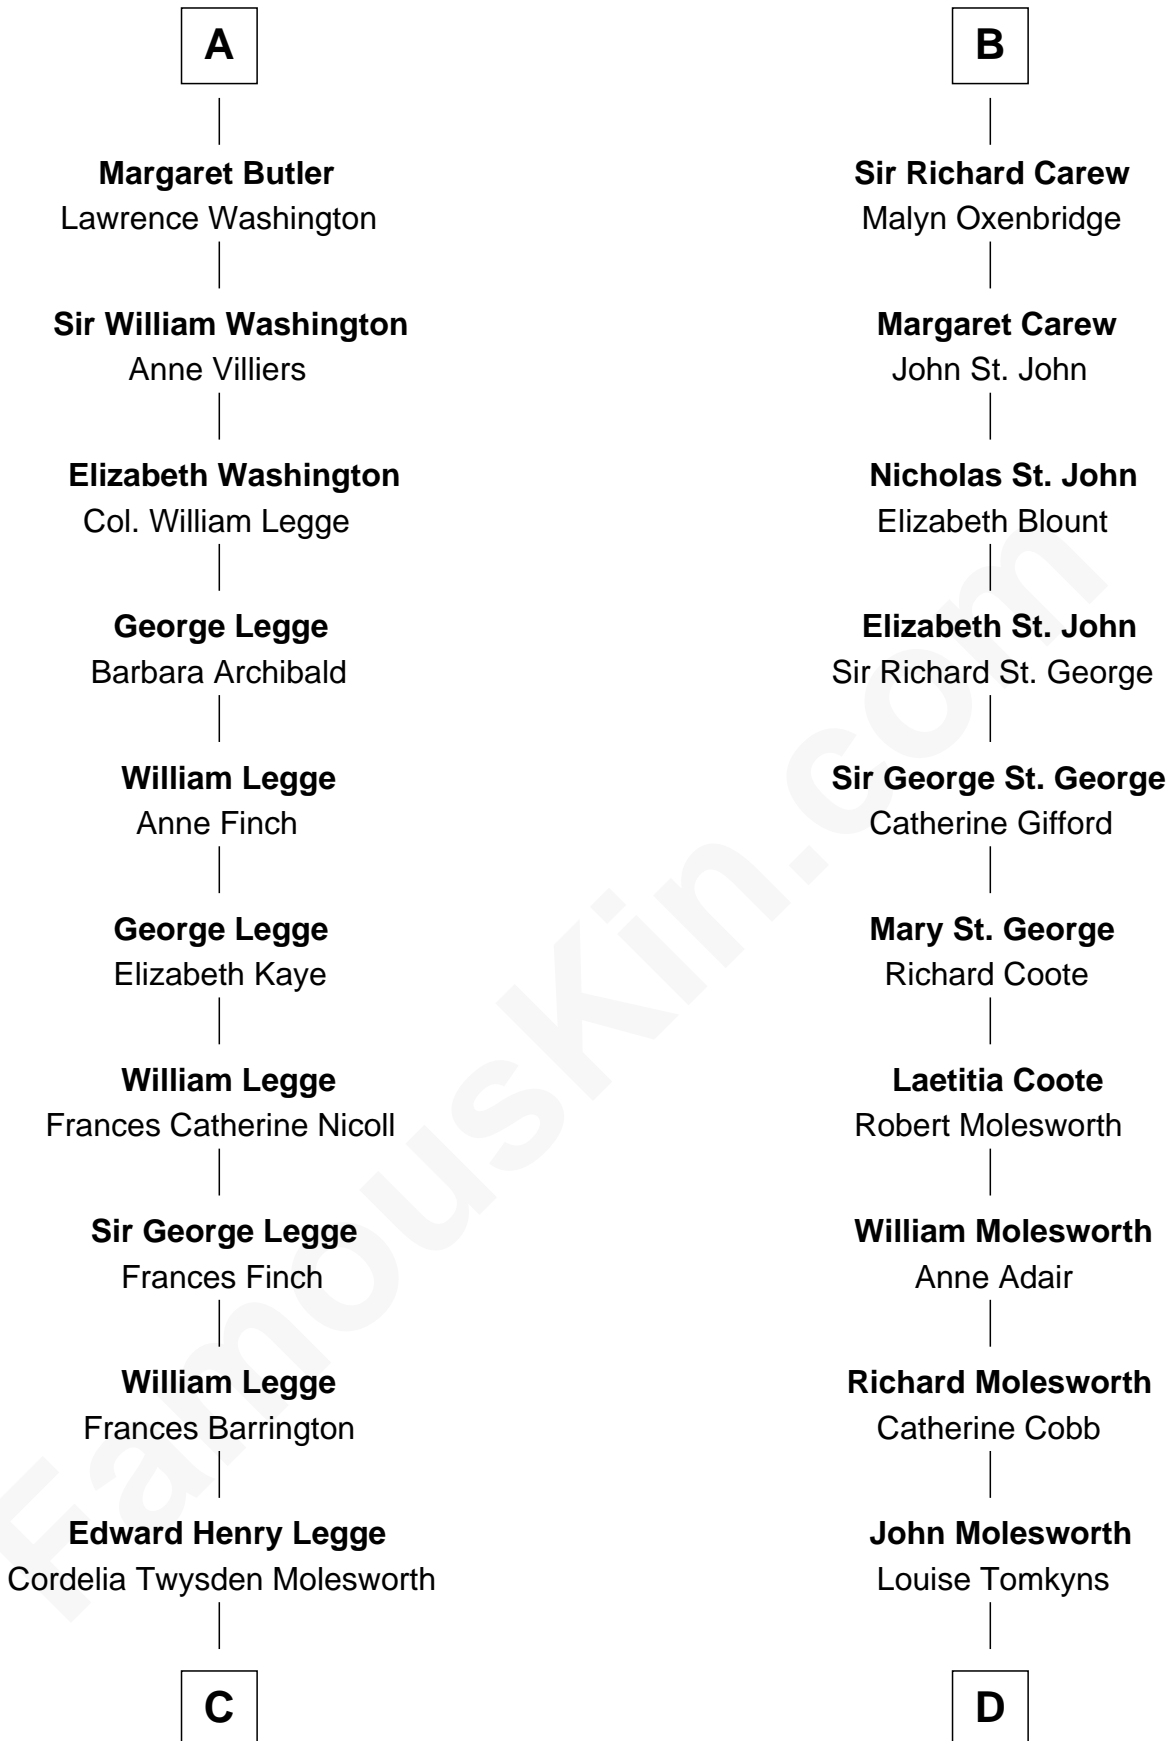 A
Margaret Butler
Lawrence Washington
Sir William Washington
Anne Villiers
Elizabeth Washington
Col. William Legge
George Legge
Barbara Archibald
William Legge
Anne Finch
George Legge
Elizabeth Kaye
William Legge
Frances Catherine Nicoll
Sir George Legge
Frances Finch
William Legge
Frances Barrington
Edward Henry Legge
Cordelia Twysden Molesworth
C
B
Sir Richard Carew
Malyn Oxenbridge
Margaret Carew
John St. John
Nicholas St. John
Elizabeth Blount
Elizabeth St. John
Sir Richard St. George
Sir George St. George
Catherine Gifford
Mary St. George
Richard Coote
Laetitia Coote
Robert Molesworth
William Molesworth
Anne Adair
Richard Molesworth
Catherine Cobb
John Molesworth
Louise Tomkyns
D
FamousKin.com